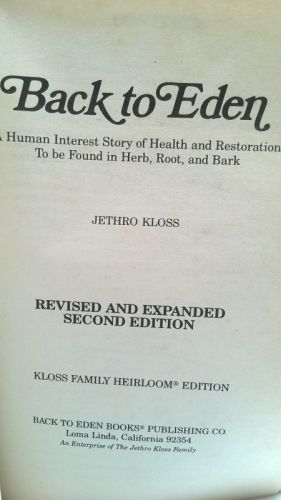 Back to Eden
A Human Interest Story of Health and Restoration
To be Found in Herb, Root, and Bark
JETHRO KLOSS
REVISED AND EXPANDED
SECOND EDITION
KLOSS FAMILY HEIRLOOM® EDITION
BACK TO EDEN BOOKS® PUBLISHING CO.
Loma Linda, California 92354
An Enterprise of The Jethro Kloss Family